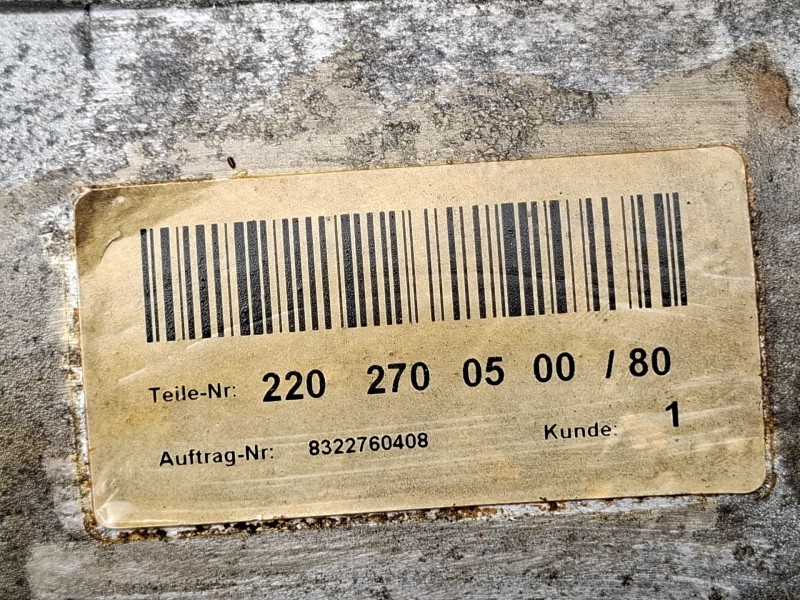 Teile-Nr: 220 270 05 00 / 80
Auftrag-Nr: 8322760408 Kunde: 1